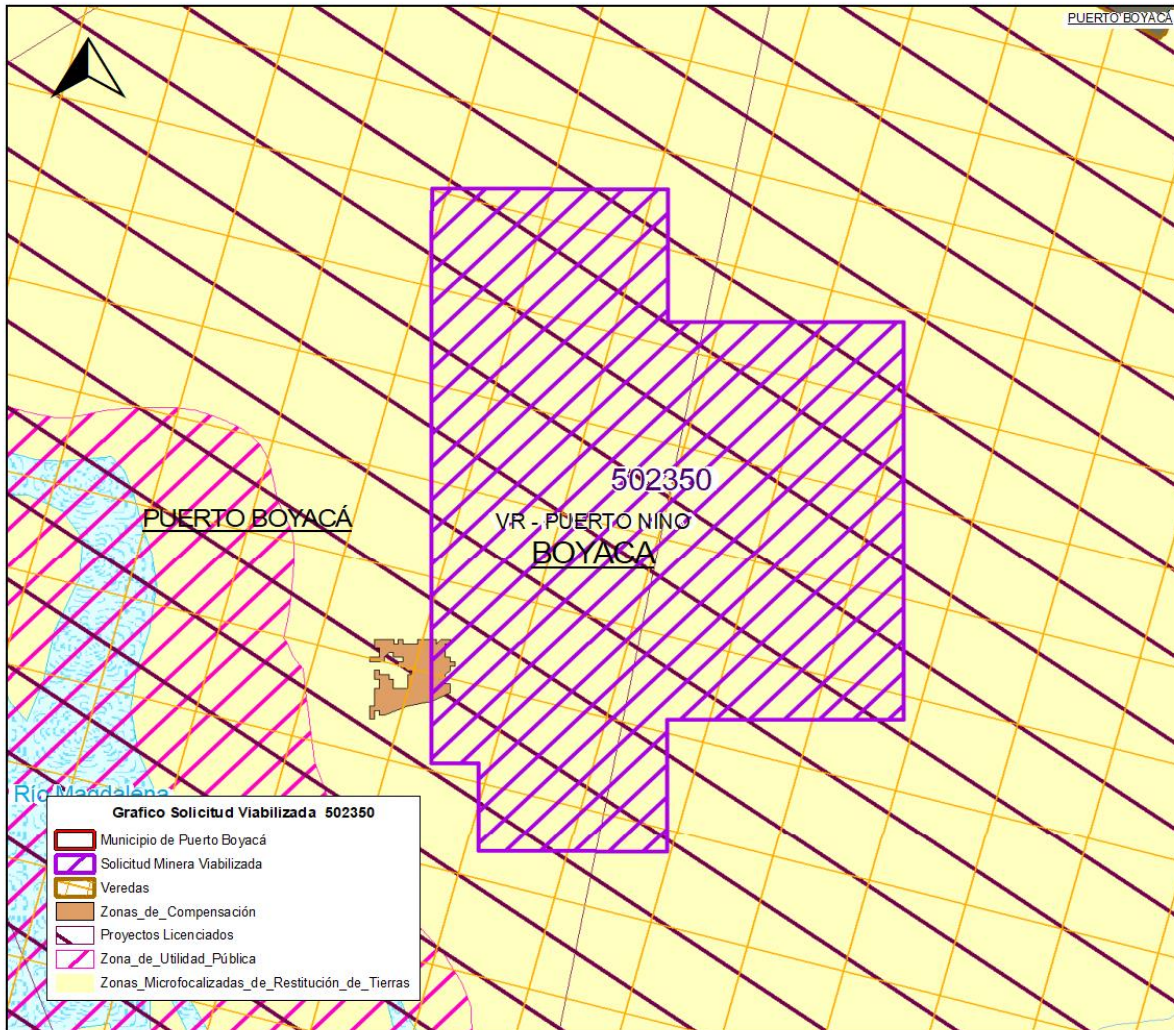 PUERTO BOYACÁ
502350
PUERTO BOYACÁ
VR - PUERTO NINO
BOYACA
Río Magdalena
Grafico Solicitud Viabilizada 502350
Municipio de Puerto Boyacá
Solicitud Minera Viabilizada
Veredas
Zonas_de_Compensación
Proyectos Licenciados
Zona_de_Utilidad_Pública
Zonas_Microfocalizadas_de_Restitución_de_Tierras